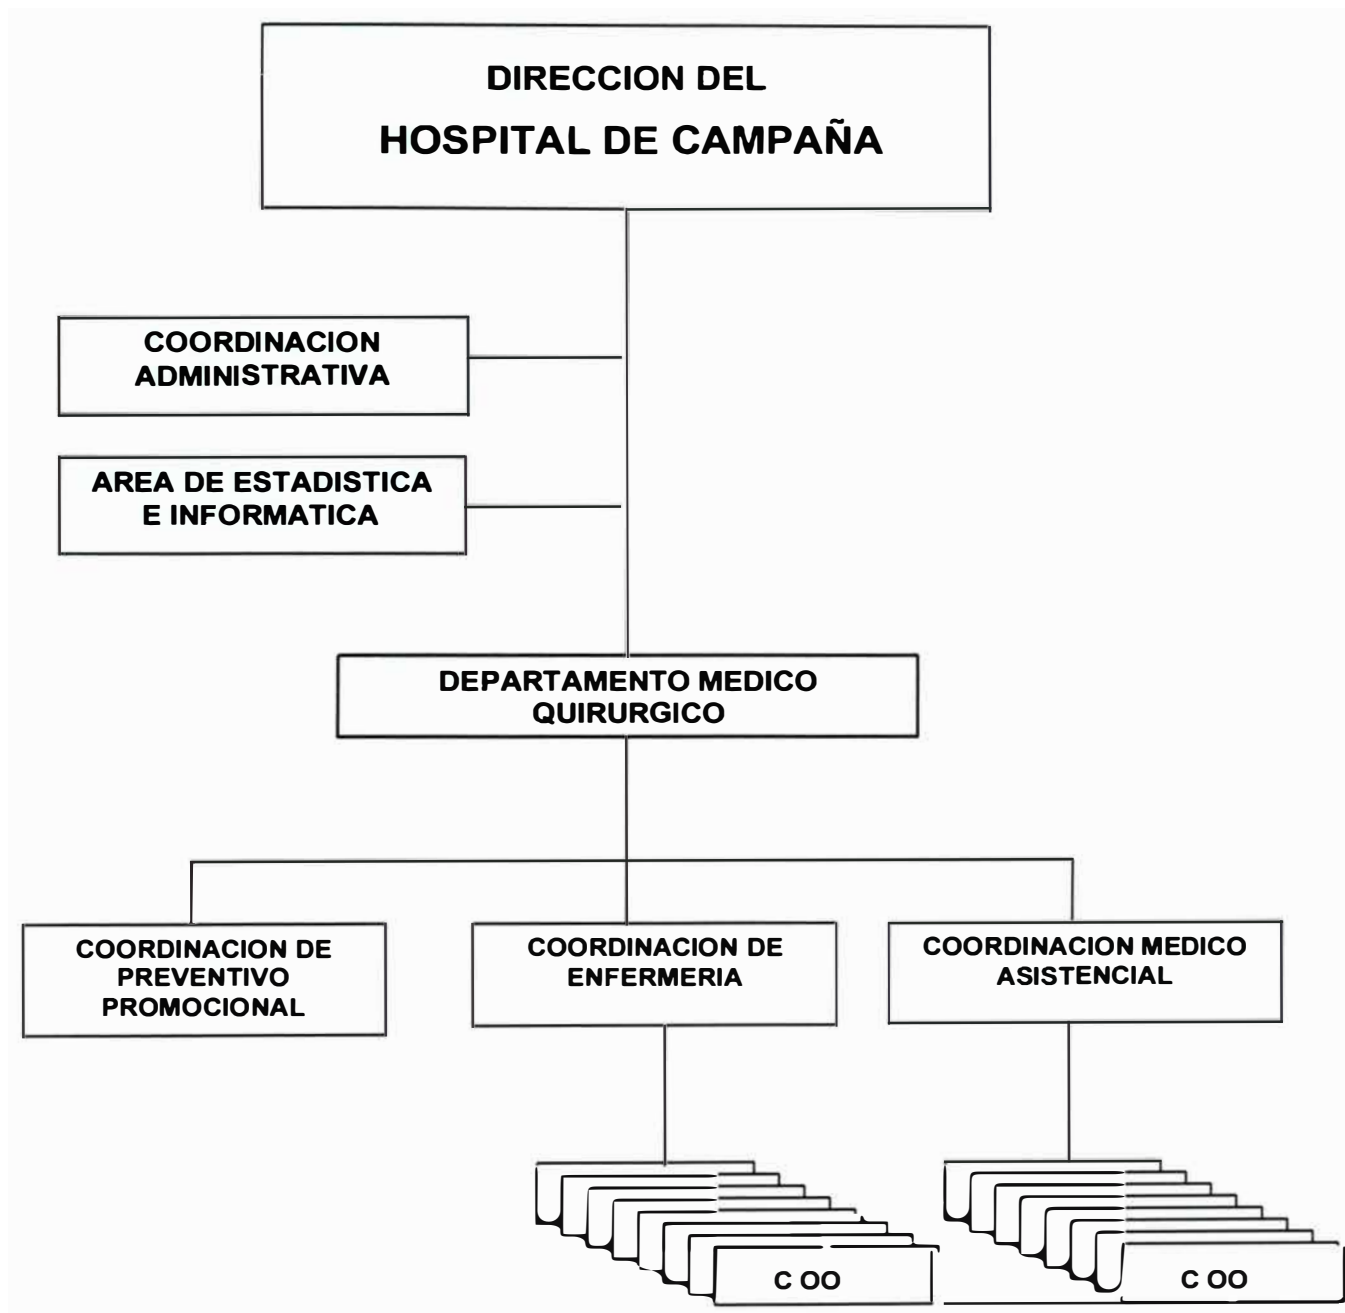 DIRECCION DEL
HOSPITAL DE CAMPAÑA
COORDINACION
ADMINISTRATIVA
AREA DE ESTADISTICA
E INFORMATICA
DEPARTAMENTO MEDICO
QUIRURGICO
COORDINACION DE
PREVENTIVO
PROMOCIONAL
COORDINACION DE
ENFERMERIA
COORDINACION MEDICO
ASISTENCIAL
C OO
C OO